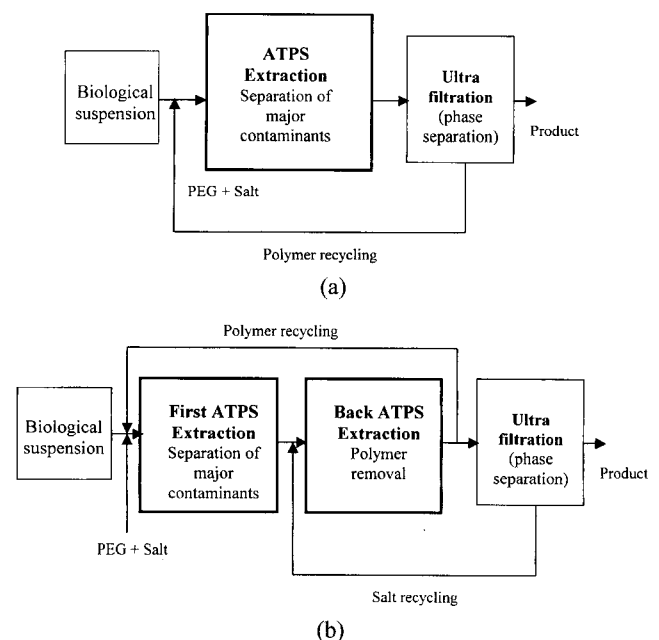 Biological
suspension
ATPS
Extraction
Separation of
major
contaminants
Ultra
filtration
(phase
separation)
Product
PEG + Salt
Polymer recycling
(a)
Polymer recycling
Biological
suspension
First ATPS
Extraction
Separation of
major
contaminants
Back ATPS
Extraction
Polymer
removal
Ultra
filtration
(phase
separation)
Product
PEG + Salt
Salt recycling
(b)